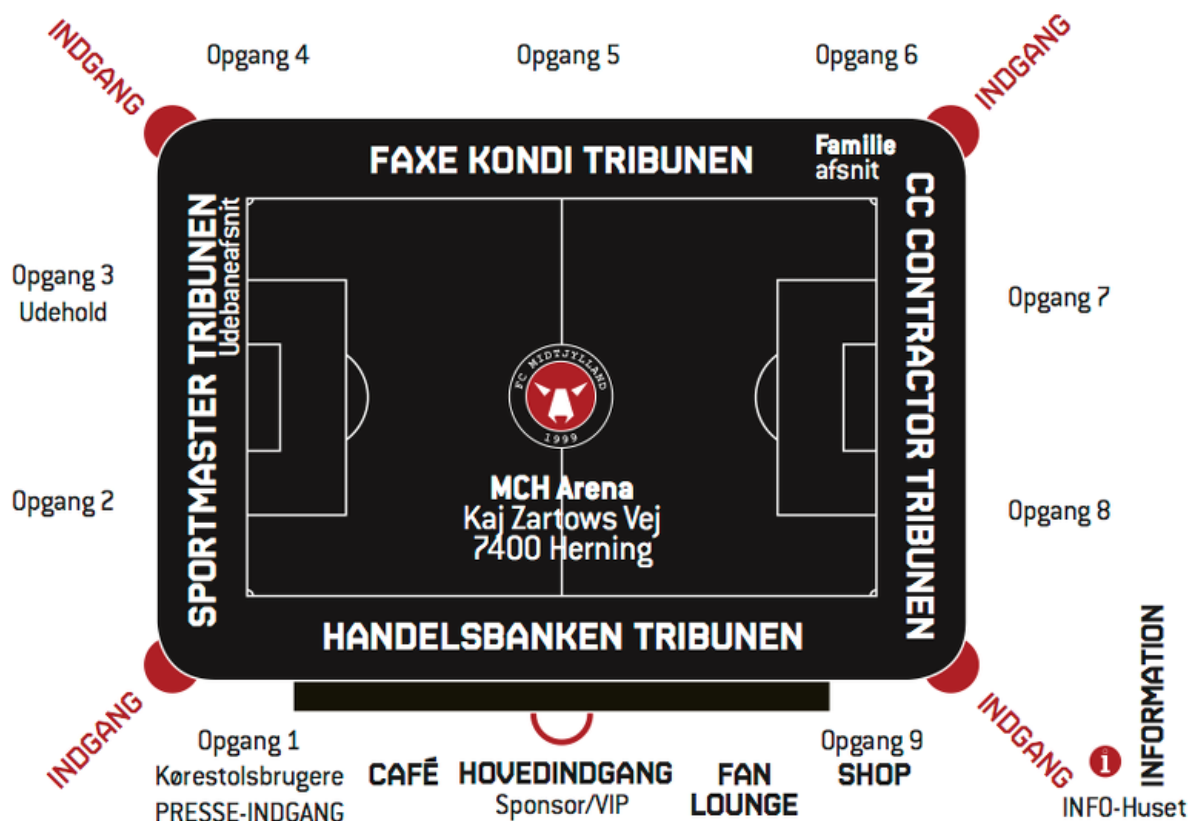 INDGANG
Opgang 4
Opgang 5
Opgang 6
INDGANG
FAXE KONDI TRIBUNEN
Familie
afsnit
SPORTMASTER TRIBUNEN
Udebaneafsnit
CC CONTRACTOR TRIBUNEN
Opgang 3
Udehold
Opgang 7
FC MIDTJYLLAND
1999
MCH Arena
Kaj Zartows Vej
7400 Herning
Opgang 2
Opgang 8
HANDELSBANKEN TRIBUNEN
INDGANG
Opgang 1
Kørestolsbrugere
PRESSE-INDGANG
CAFÉ
HOVEDINDGANG
Sponsor/VIP
FAN
LOUNGE
Opgang 9
SHOP
INDGANG
i
INFORMATION
INFO-Huset